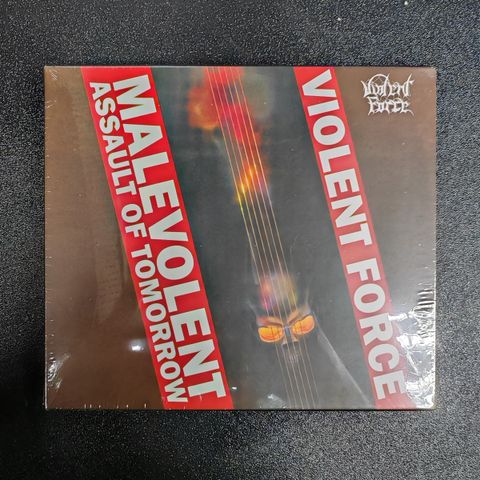 Violent
Force
VIOLENT FORCE
MALEVOLENT
ASSAULT OF TOMORROW